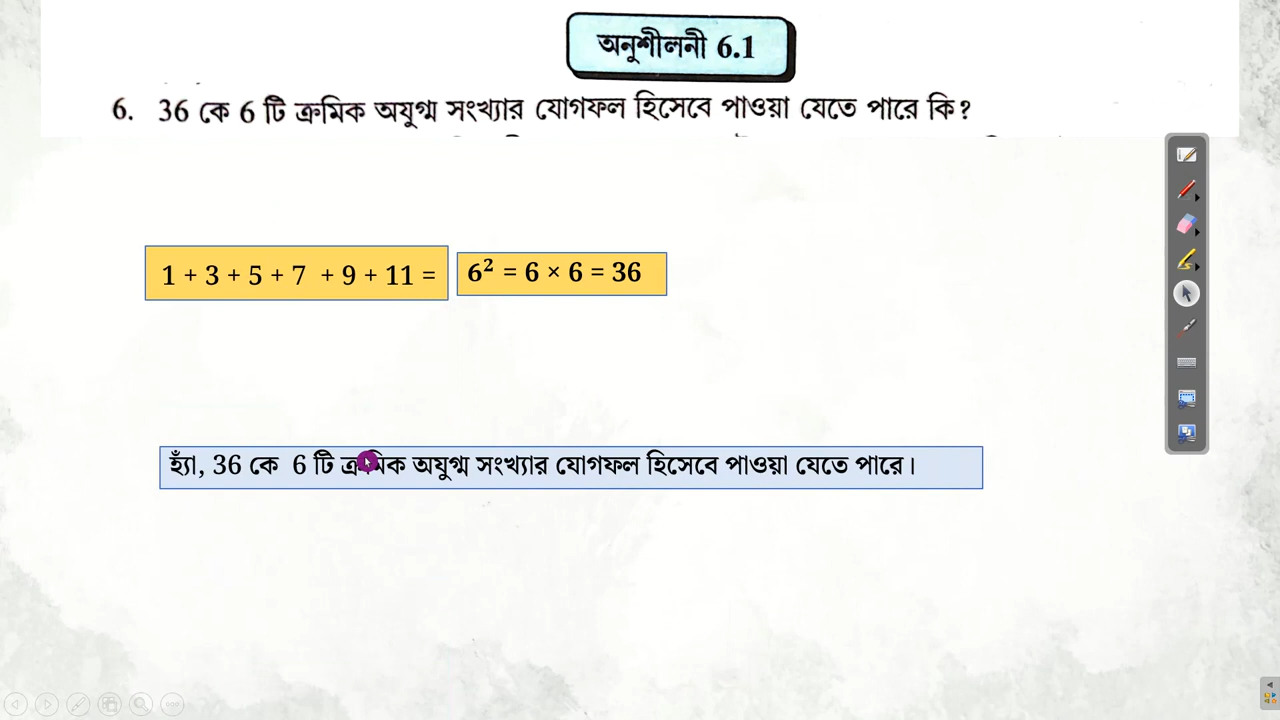 অনুশীলনী 6.1
6. 36 কে 6 টি ক্রমিক অযুগ্ম সংখ্যার যোগফল হিসেবে পাওয়া যেতে পারে কি?
1 + 3 + 5 + 7 + 9 + 11 = 6² = 6 × 6 = 36
হ্যাঁ, 36 কে 6 টি ক্রমিক অযুগ্ম সংখ্যার যোগফল হিসেবে পাওয়া যেতে পারে।